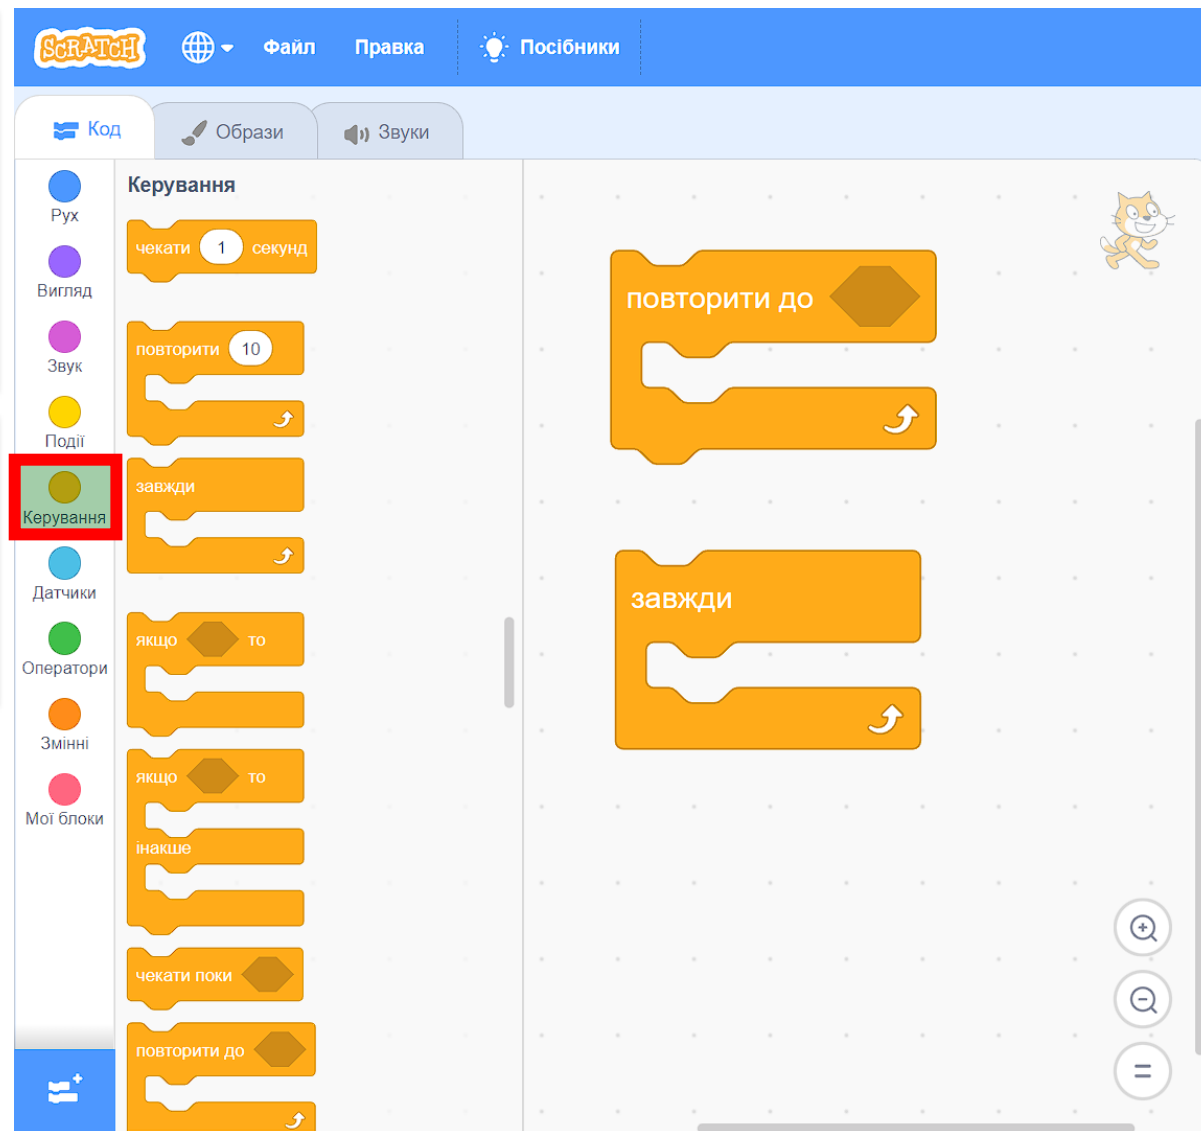 SCRATCH
Файл
Правка
Посібники
Код
Образи
Звуки
Рух
Вигляд
Звук
Події
Керування
Датчики
Оператори
Змінні
Мої блоки
Керування
чекати 1 секунд
повторити 10
завжди
якщо то
якщо то
інакше
чекати поки
повторити до
повторити до
завжди